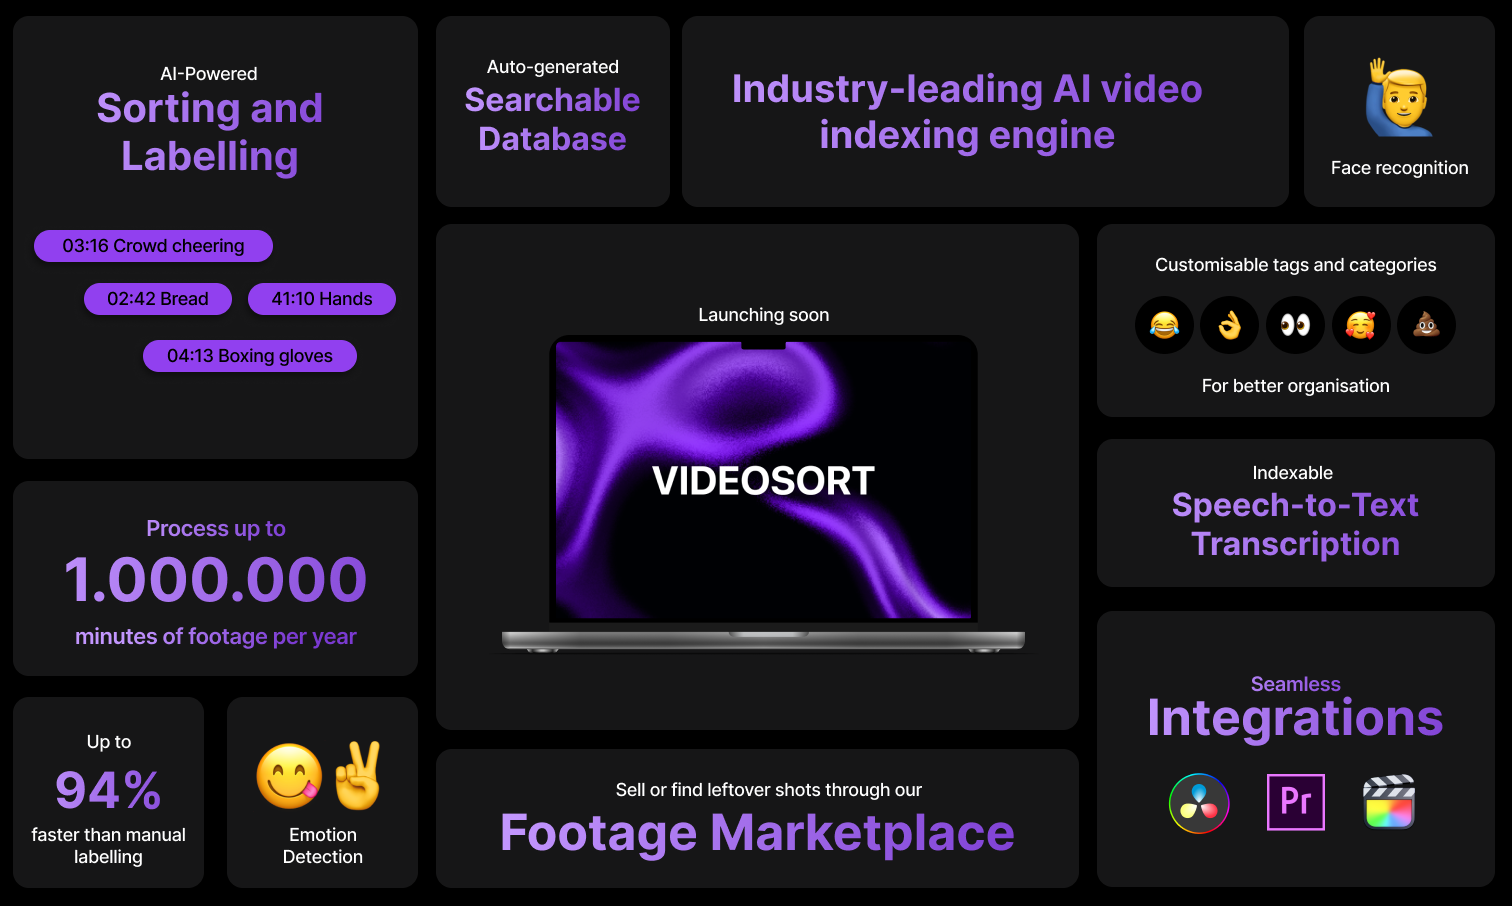 AI-Powered
Sorting and
Labelling
03:16 Crowd cheering
02:42 Bread
41:10 Hands
04:13 Boxing gloves
Auto-generated
Searchable
Database
Industry-leading AI video
indexing engine
Face recognition
Launching soon
VIDEOSORT
Customisable tags and categories
For better organisation
Process up to
1.000.000
minutes of footage per year
Indexable
Speech-to-Text
Transcription
Up to
94%
faster than manual
labelling
Emotion
Detection
Sell or find leftover shots through our
Footage Marketplace
Seamless
Integrations
Pr